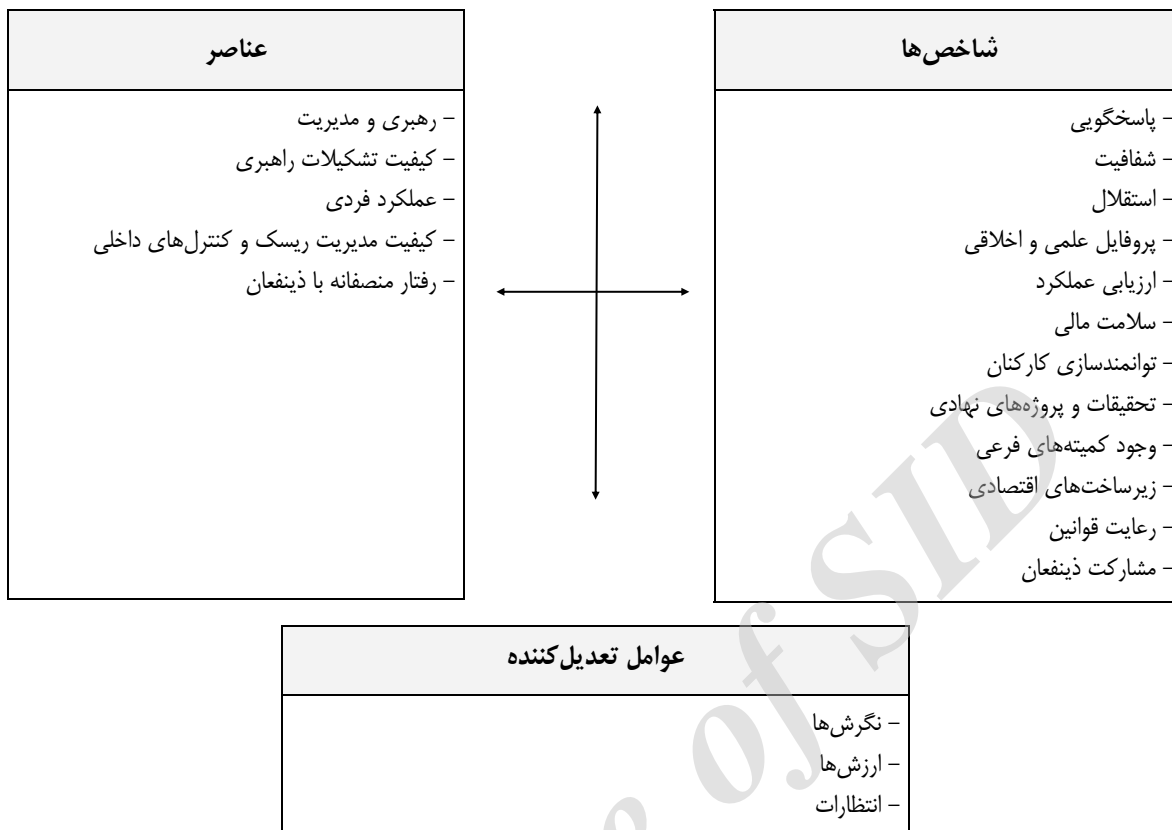 شاخص‌ها
- پاسخگویی
- شفافیت
- استقلال
- پروفایل علمی و اخلاقی
- ارزیابی عملکرد
- سلامت مالی
- توانمندسازی کارکنان
- تحقیقات و پروژه‌های نهادی
- وجود کمیته‌های فرعی
- زیرساخت‌های اقتصادی
- رعایت قوانین
- مشارکت ذینفعان
عناصر
- رهبری و مدیریت
- کیفیت تشکیلات راهبری
- عملکرد فردی
- کیفیت مدیریت ریسک و کنترل‌های داخلی
- رفتار منصفانه با ذینفعان
عوامل تعدیل‌کننده
- نگرش‌ها
- ارزش‌ها
- انتظارات
of SID